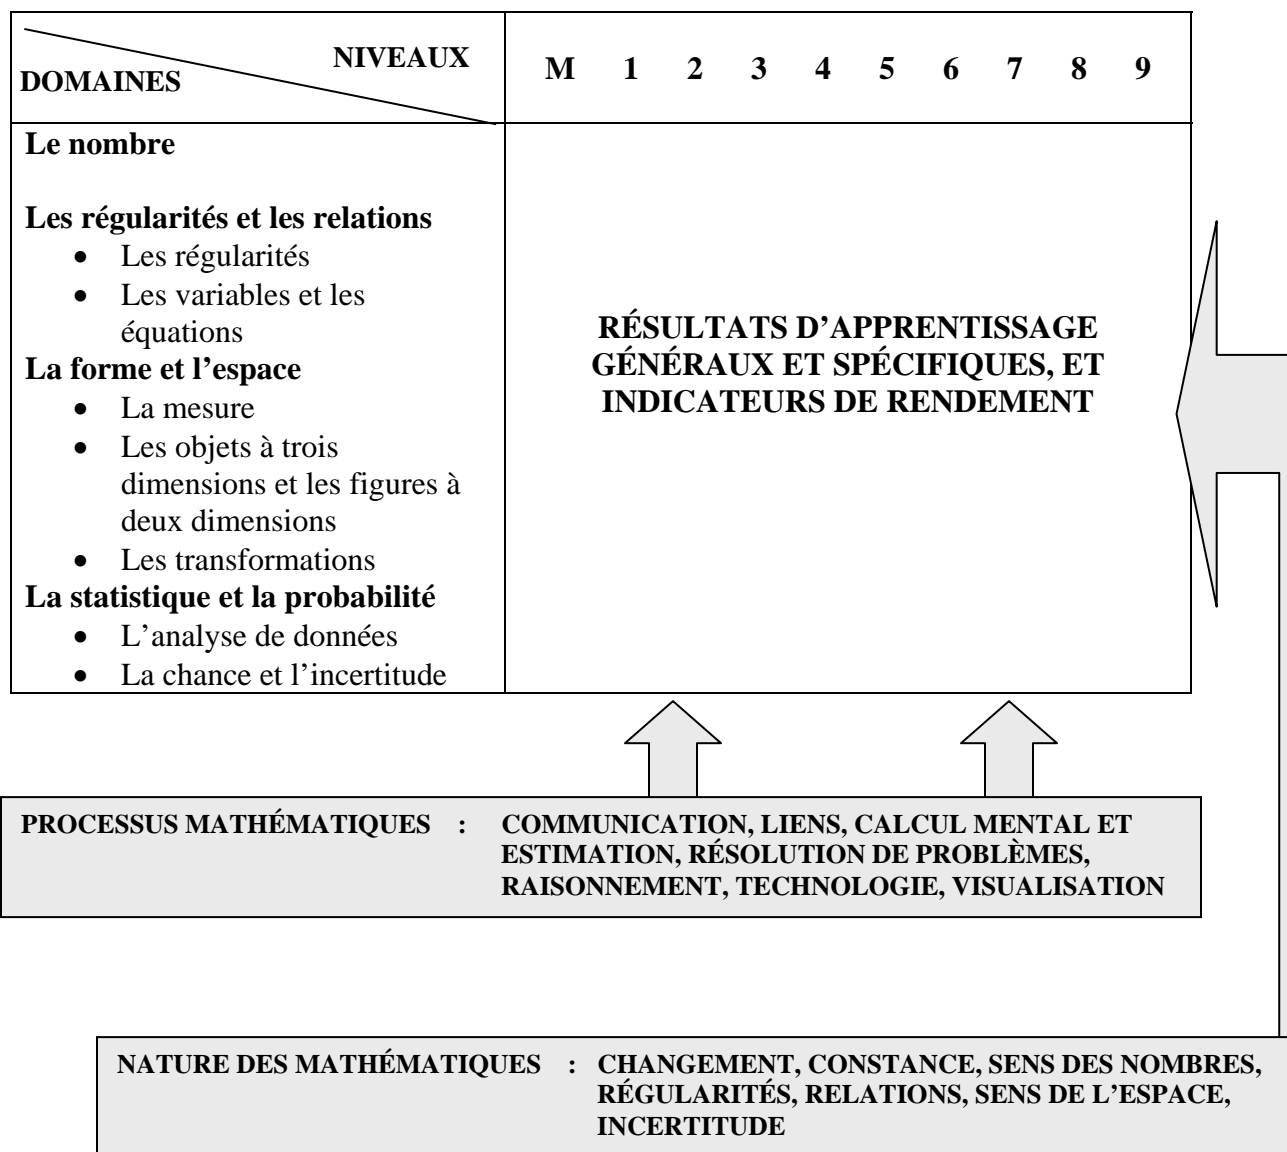 NIVEAUX
DOMAINES
M 1 2 3 4 5 6 7 8 9
Le nombre
Les régularités et les relations
• Les régularités
• Les variables et les
équations
La forme et l’espace
• La mesure
• Les objets à trois
dimensions et les figures à
deux dimensions
• Les transformations
La statistique et la probabilité
• L’analyse de données
• La chance et l’incertitude
RÉSULTATS D’APPRENTISSAGE
GÉNÉRAUX ET SPÉCIFIQUES, ET
INDICATEURS DE RENDEMENT
PROCESSUS MATHÉMATIQUES : COMMUNICATION, LIENS, CALCUL MENTAL ET
ESTIMATION, RÉSOLUTION DE PROBLÈMES,
RAISONNEMENT, TECHNOLOGIE, VISUALISATION
NATURE DES MATHÉMATIQUES : CHANGEMENT, CONSTANCE, SENS DES NOMBRES,
RÉGULARITÉS, RELATIONS, SENS DE L’ESPACE,
INCERTITUDE